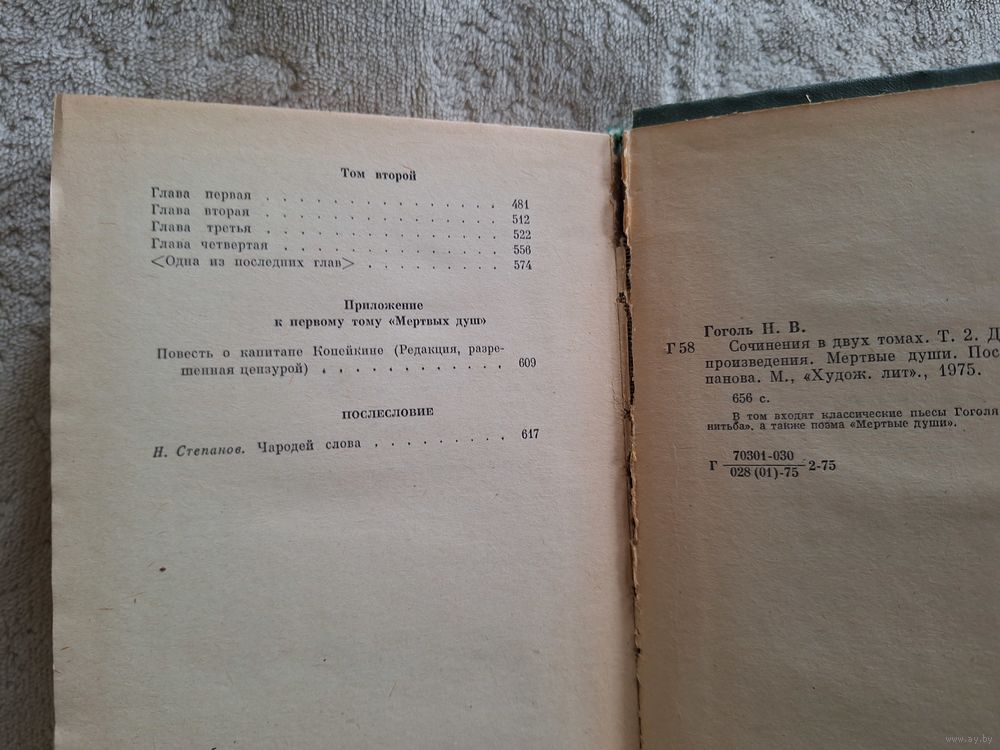 Том второй
Глава первая . . . . . . . . . . . . . . 481
Глава вторая . . . . . . . . . . . . . . 512
Глава третья . . . . . . . . . . . . . . 522
Глава четвертая . . . . . . . . . . . . . 556
<Одна из последних глав> . . . . . . . . 574
Приложение
к первому тому «Мертвых душ»
Повесть о капитане Копейкине (Редакция, разре-
шенная цензурой) . . . . . . . . . . . 609
ПОСЛЕСЛОВИЕ
Н. Степанов. Чародей слова . . . . . . . . 617
Гоголь Н. В.
Г 58 Сочинения в двух томах. Т. 2. Д
произведения. Мертвые души. Пос
панова. М., «Худож. лит»., 1975.
656 с.
В том входят классические пьесы Гоголя
нитьба», а также поэма «Мертвые души».
Г 70301-030 2-75
028 (01)-75
www.ay.by